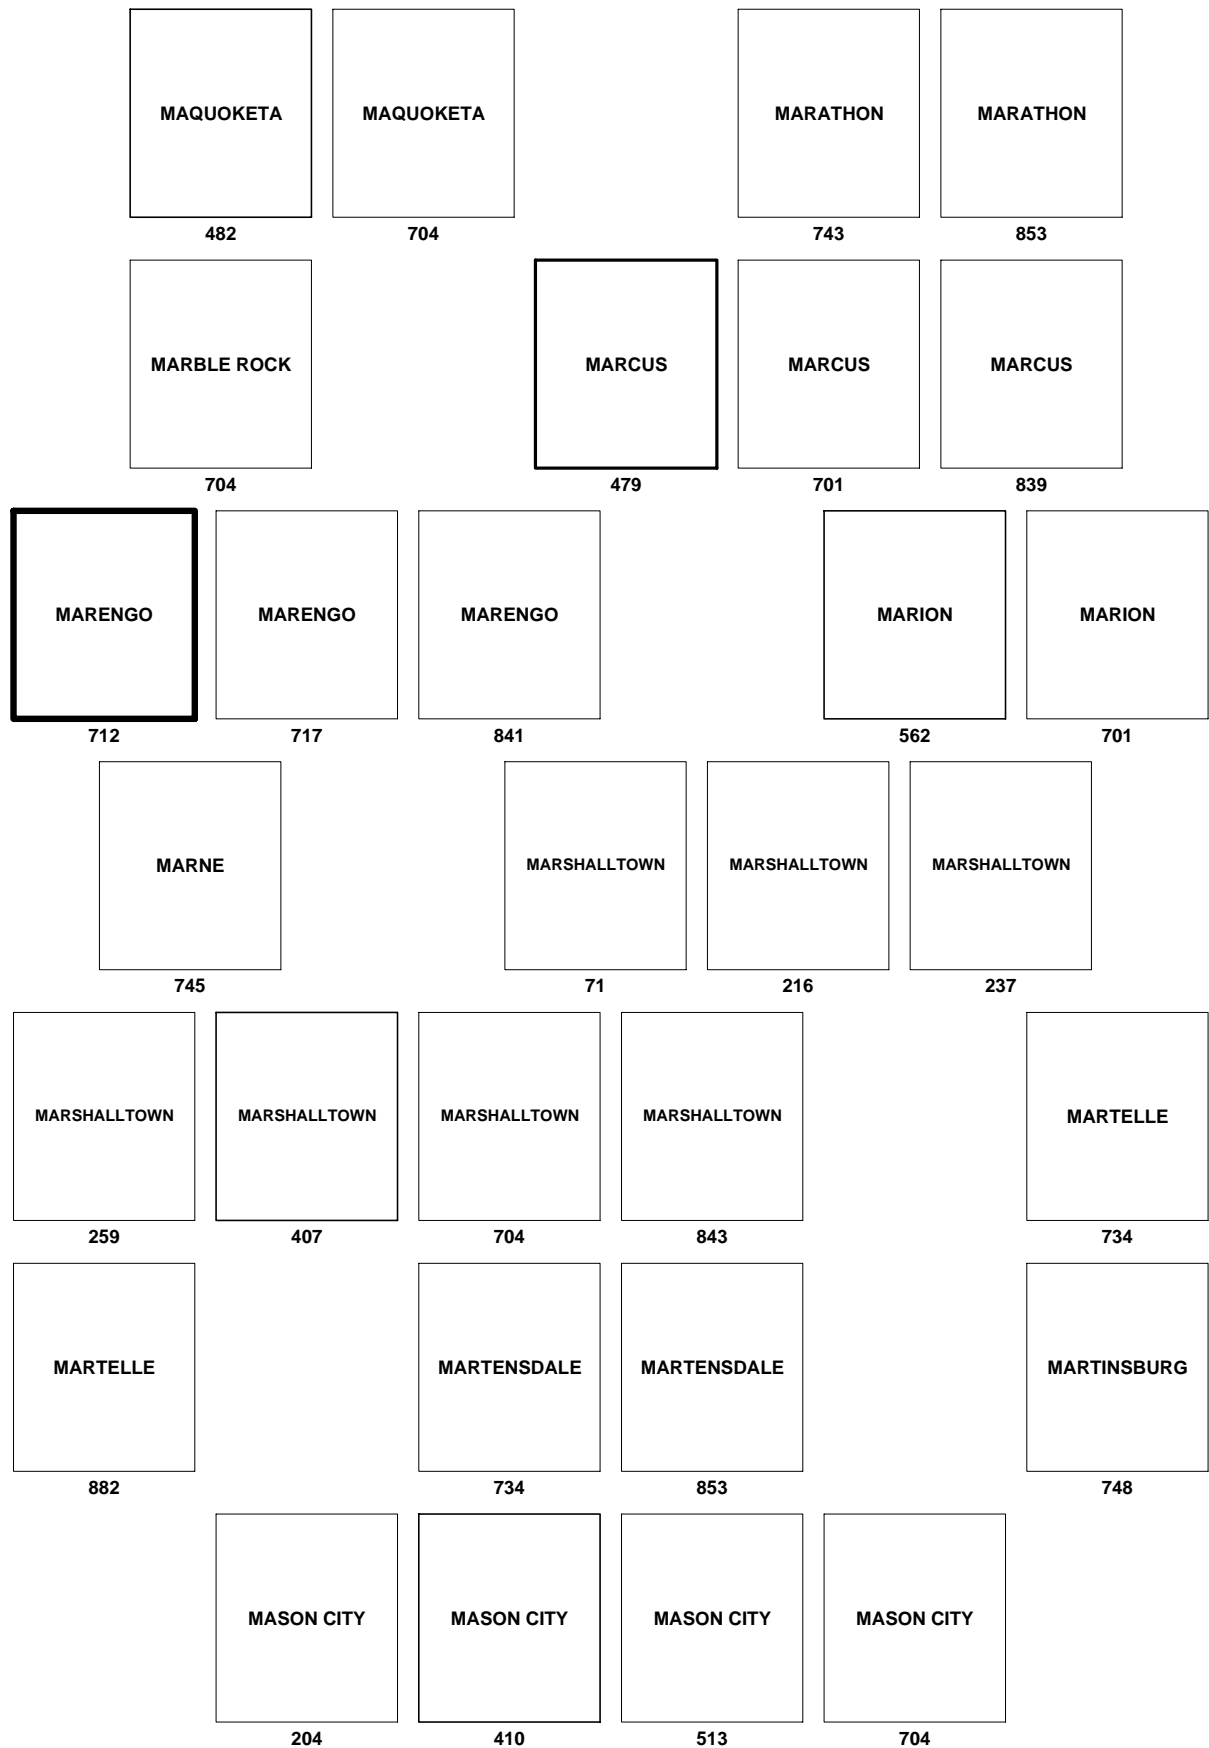 MAQUOKETA MAQUOKETA MARATHON MARATHON
482 704 743 853
MARBLE ROCK MARCUS MARCUS MARCUS
704 479 701 839
MARENGO MARENGO MARENGO MARION MARION
712 717 841 562 701
MARNE MARSHALLTOWN MARSHALLTOWN MARSHALLTOWN
745 71 216 237
MARSHALLTOWN MARSHALLTOWN MARSHALLTOWN MARSHALLTOWN MARTELLE
259 407 704 843 734
MARTELLE MARTENSDALE MARTENSDALE MARTINSBURG
882 734 853 748
MASON CITY MASON CITY MASON CITY MASON CITY
204 410 513 704